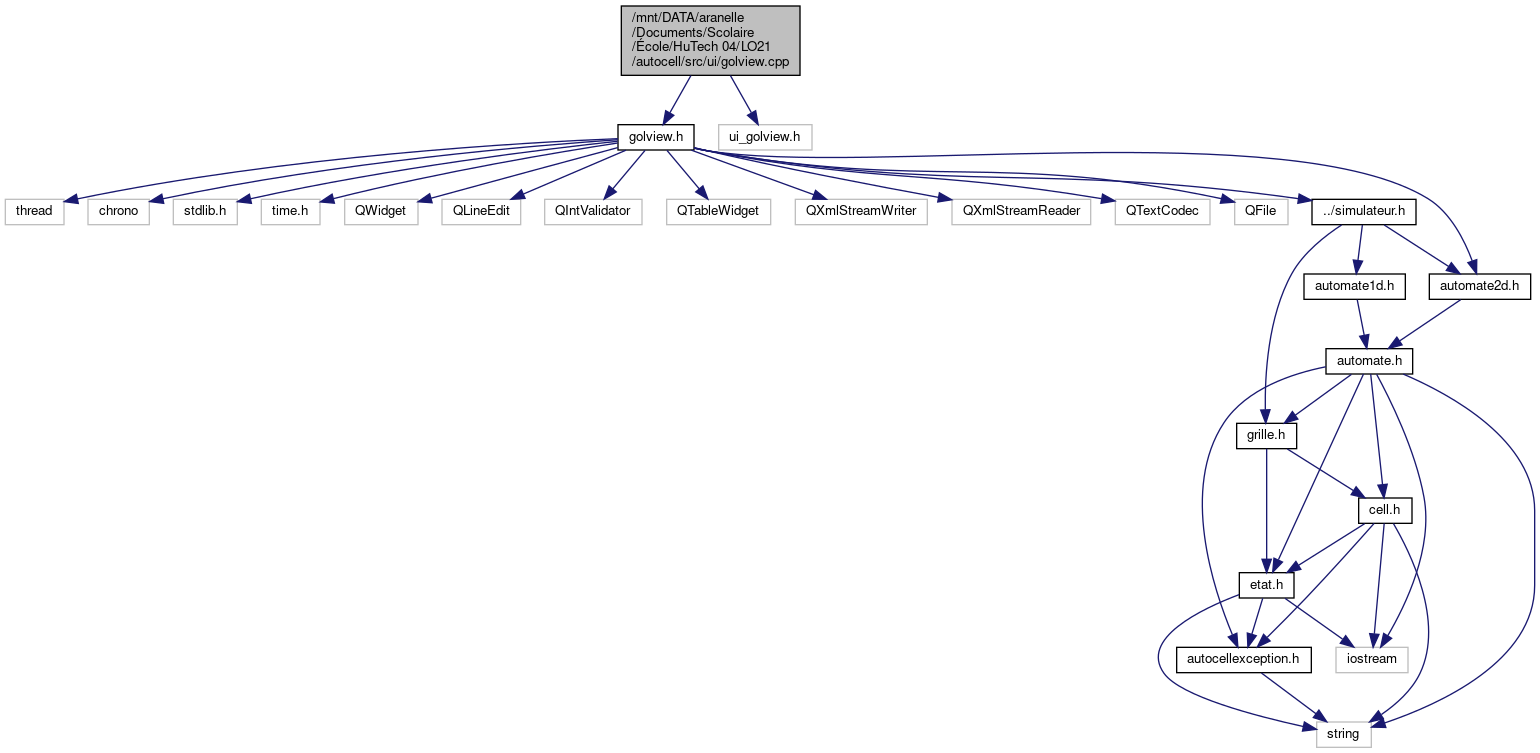 /mnt/DATA/aranelle
/Documents/Scolaire
/École/HuTech 04/LO21
/autocell/src/ui/golview.cpp
golview.h
ui_golview.h
thread
chrono
stdlib.h
time.h
QWidget
QLineEdit
QIntValidator
QTableWidget
QXmlStreamWriter
QXmlStreamReader
QTextCodec
QFile
../simulateur.h
automate1d.h
automate2d.h
automate.h
grille.h
cell.h
etat.h
autocellexception.h
iostream
string